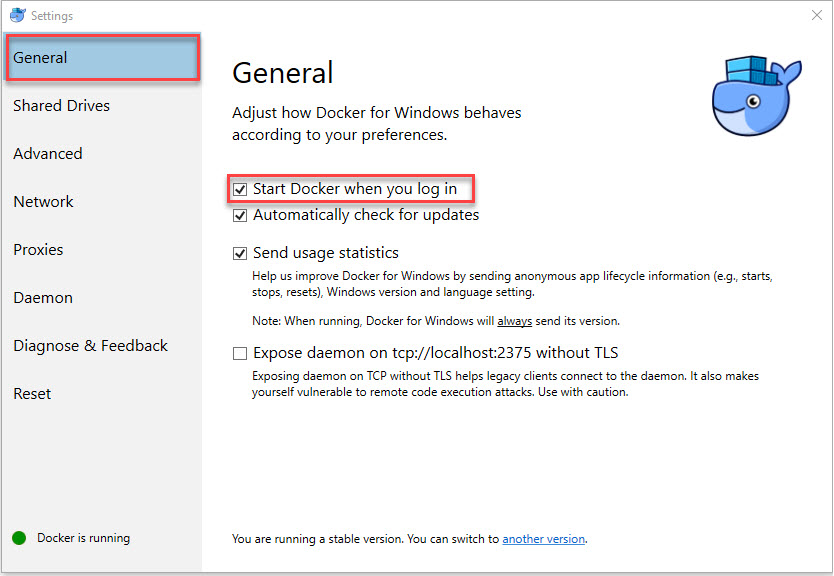 Settings
General
Shared Drives
Advanced
Network
Proxies
Daemon
Diagnose & Feedback
Reset
Docker is running
General
Adjust how Docker for Windows behaves
according to your preferences.
Start Docker when you log in
Automatically check for updates
Send usage statistics
Help us improve Docker for Windows by sending anonymous app lifecycle information (e.g., starts,
stops, resets), Windows version and language setting.
Note: When running, Docker for Windows will always send its version.
Expose daemon on tcp://localhost:2375 without TLS
Exposing daemon on TCP without TLS helps legacy clients connect to the daemon. It also makes
yourself vulnerable to remote code execution attacks. Use with caution.
You are running a stable version. You can switch to another version.